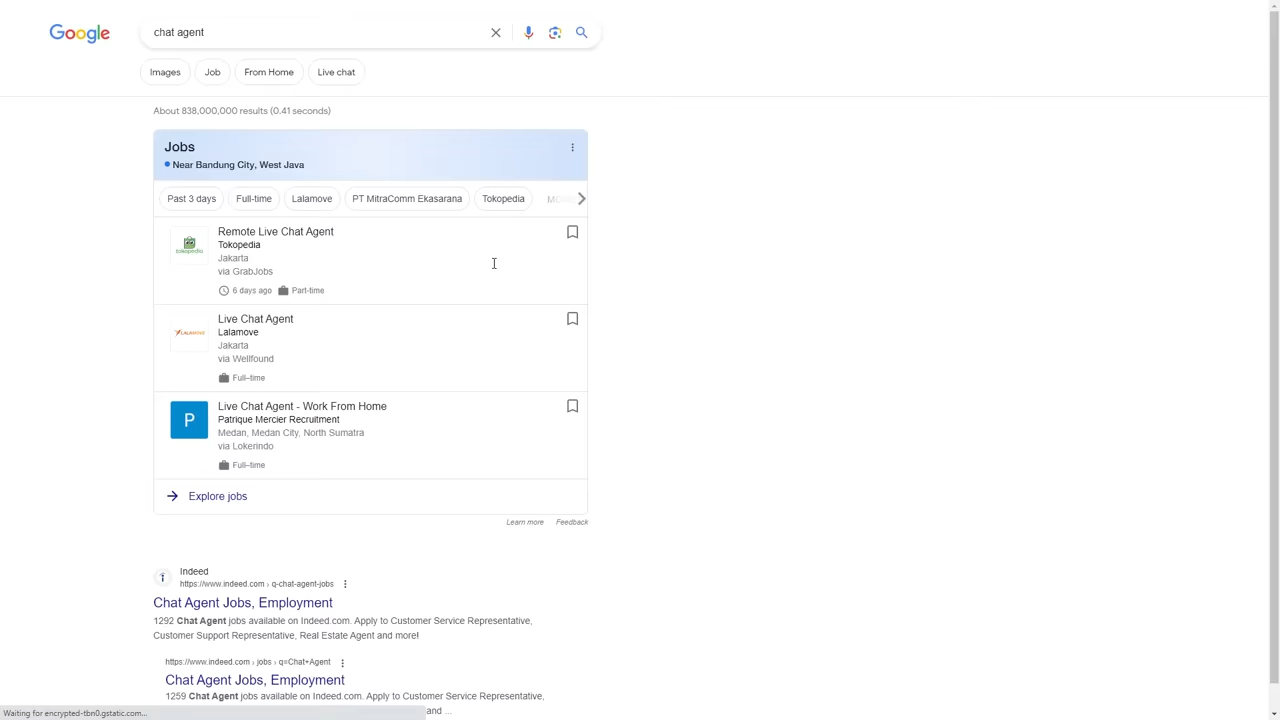 Google
chat agent
Images
Job
From Home
Live chat
About 838,000,000 results (0.41 seconds)
Jobs
Near Bandung City, West Java
Past 3 days
Full-time
Lalamove
PT MitraComm Ekasarana
Tokopedia
tokopedia
Remote Live Chat Agent
Tokopedia
Jakarta
via GrabJobs
6 days ago
Part-time
LALAMOVE
Live Chat Agent
Lalamove
Jakarta
via Wellfound
Full–time
P
Live Chat Agent - Work From Home
Patrique Mercier Recruitment
Medan, Medan City, North Sumatra
via Lokerindo
Full–time
Explore jobs
Learn more
Feedback
Indeed
https://www.indeed.com › q-chat-agent-jobs
Chat Agent Jobs, Employment
1292 Chat Agent jobs available on Indeed.com. Apply to Customer Service Representative,
Customer Support Representative, Real Estate Agent and more!
https://www.indeed.com › jobs › q=Chat+Agent
Chat Agent Jobs, Employment
1259 Chat Agent jobs available on Indeed.com. Apply to Customer Service Representative,
and ...
Waiting for encrypted-tbn0.gstatic.com...